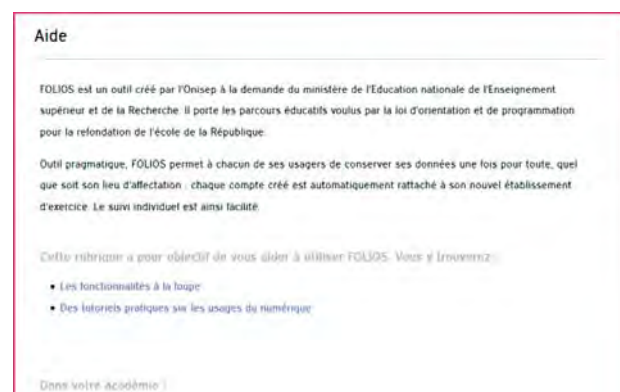 Aide
FOLIOS est un outil créé par l'Onisep à la demande du ministère de l'Education nationale de l'Enseignement
supérieur et de la Recherche. Il porte les parcours éducatifs voulus par la loi d'orientation et de programmation
pour la refondation de l'école de la République.
Outil pragmatique, FOLIOS permet à chacun de ses usagers de conserver ses données une fois pour toute, quel
que soit son lieu d'affectation : chaque compte créé est automatiquement rattaché à son nouvel établissement
d'exercice. Le suivi individuel est ainsi facilité.
Cette rubrique a pour objectif de vous aider à utiliser FOLIOS. Vous y trouverez :
• Les fonctionnalités à la loupe
• Des tutoriels pratiques sur les usages du numérique
Dans votre académie :